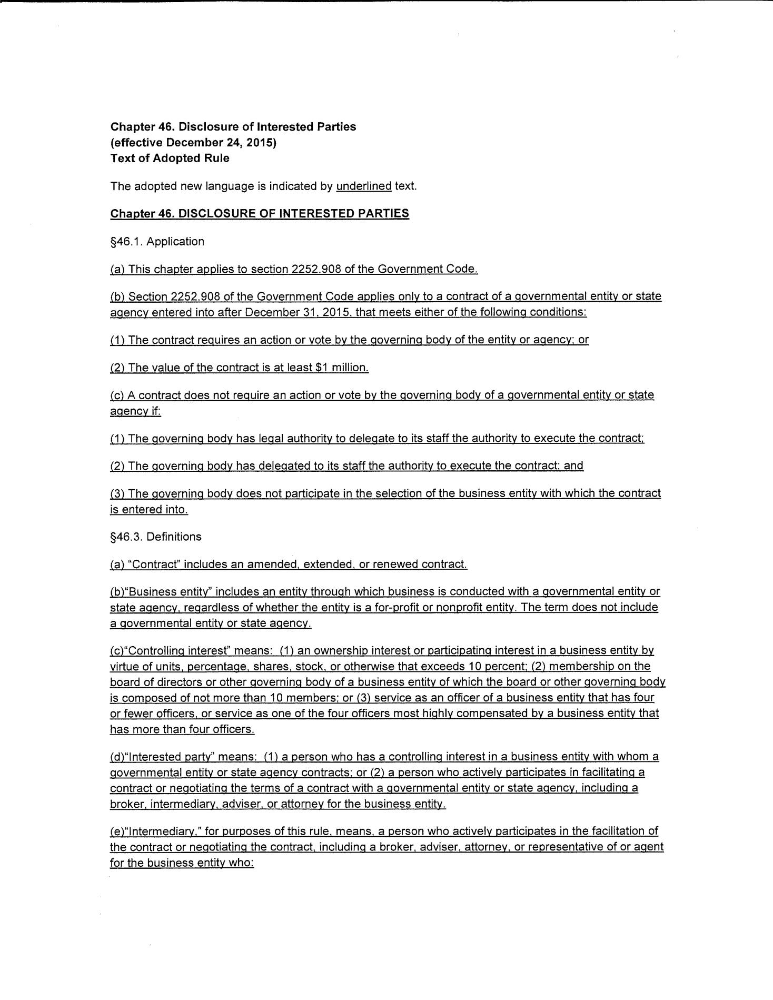 Chapter 46. Disclosure of Interested Parties
(effective December 24, 2015)
Text of Adopted Rule
The adopted new language is indicated by underlined text.
Chapter 46. DISCLOSURE OF INTERESTED PARTIES
§46.1. Application
(a) This chapter applies to section 2252.908 of the Government Code.
(b) Section 2252.908 of the Government Code applies only to a contract of a governmental entity or state
agency entered into after December 31, 2015, that meets either of the following conditions:
(1) The contract requires an action or vote by the governing body of the entity or agency; or
(2) The value of the contract is at least $1 million.
(c) A contract does not require an action or vote by the governing body of a governmental entity or state
agency if:
(1) The governing body has legal authority to delegate to its staff the authority to execute the contract;
(2) The governing body has delegated to its staff the authority to execute the contract; and
(3) The governing body does not participate in the selection of the business entity with which the contract
is entered into.
§46.3. Definitions
(a) “Contract” includes an amended, extended, or renewed contract.
(b)“Business entity” includes an entity through which business is conducted with a governmental entity or
state agency, regardless of whether the entity is a for-profit or nonprofit entity. The term does not include
a governmental entity or state agency.
(c)“Controlling interest” means:  (1) an ownership interest or participating interest in a business entity by
virtue of units, percentage, shares, stock, or otherwise that exceeds 10 percent; (2) membership on the
board of directors or other governing body of a business entity of which the board or other governing body
is composed of not more than 10 members; or (3) service as an officer of a business entity that has four
or fewer officers, or service as one of the four officers most highly compensated by a business entity that
has more than four officers.
(d)“Interested party” means:  (1) a person who has a controlling interest in a business entity with whom a
governmental entity or state agency contracts; or (2) a person who actively participates in facilitating a
contract or negotiating the terms of a contract with a governmental entity or state agency, including a
broker, intermediary, adviser, or attorney for the business entity.
(e)“Intermediary,” for purposes of this rule, means, a person who actively participates in the facilitation of
the contract or negotiating the contract, including a broker, adviser, attorney, or representative of or agent
for the business entity who: